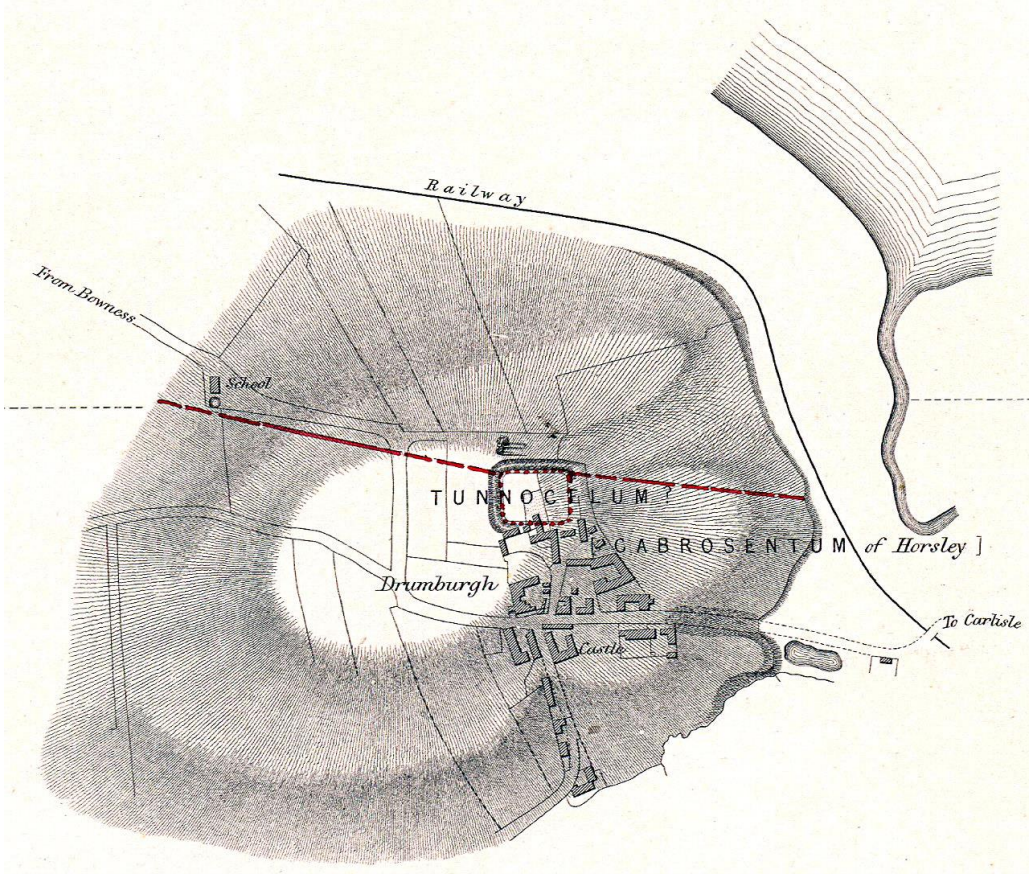 Railway
From Bowness
School
TUNNOCELUM?
CABROSENTUM of Horsley ]
Drumburgh
To Carlisle
Castle